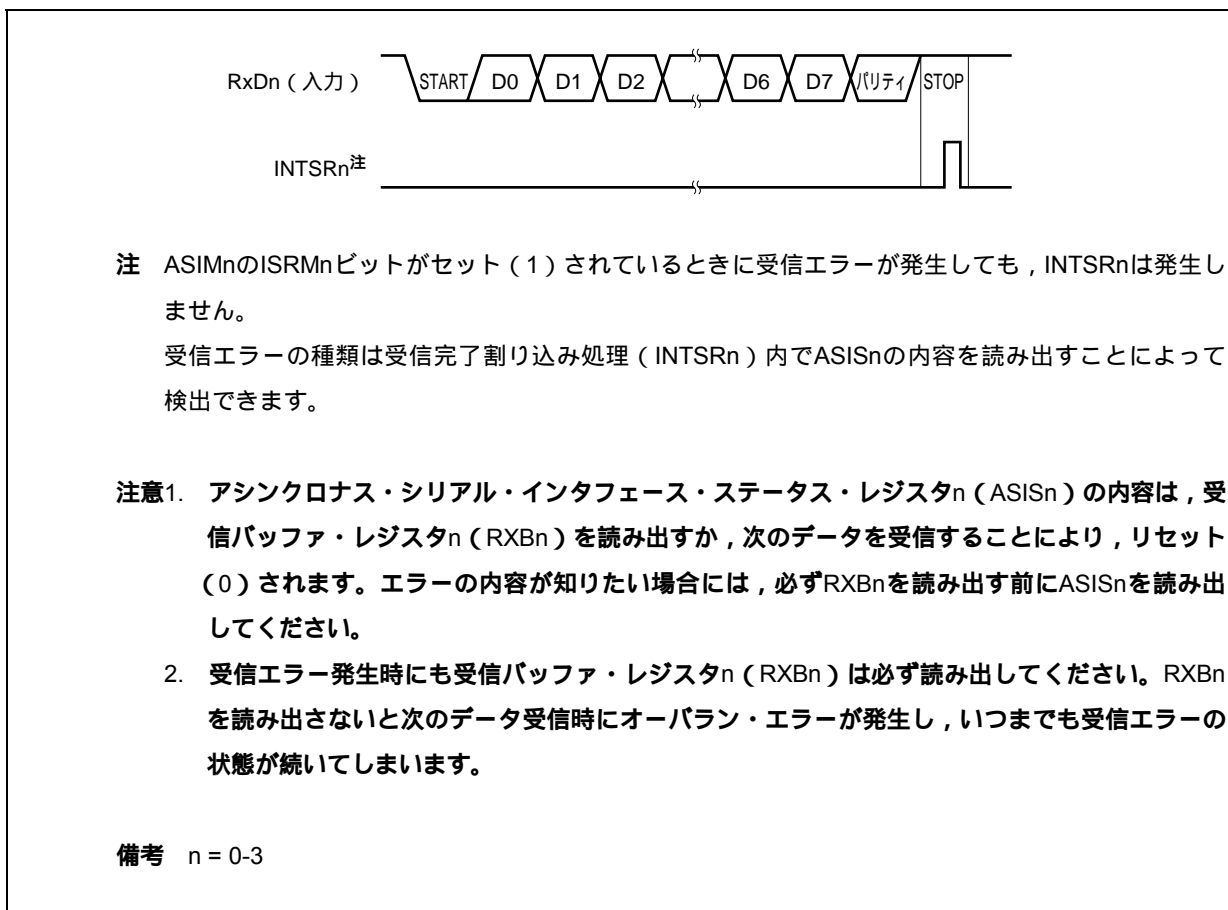 RxDn（入力） START D0 D1 D2 D6 D7 パリティ STOP
INTSRn注
注 ASIMnのISRMnビットがセット（1）されているときに受信エラーが発生しても，INTSRnは発生し
ません。
受信エラーの種類は受信完了割り込み処理（INTSRn）内でASISnの内容を読み出すことによって
検出できます。
注意1. アシンクロナス・シリアル・インタフェース・ステータス・レジスタn（ASISn）の内容は，受
信バッファ・レジスタn（RXBn）を読み出すか，次のデータを受信することにより，リセット
（0）されます。エラーの内容が知りたい場合には，必ずRXBnを読み出す前にASISnを読み出
してください。
2. 受信エラー発生時にも受信バッファ・レジスタn（RXBn）は必ず読み出してください。RXBn
を読み出さないと次のデータ受信時にオーバラン・エラーが発生し，いつまでも受信エラーの
状態が続いてしまいます。
備考 n = 0-3